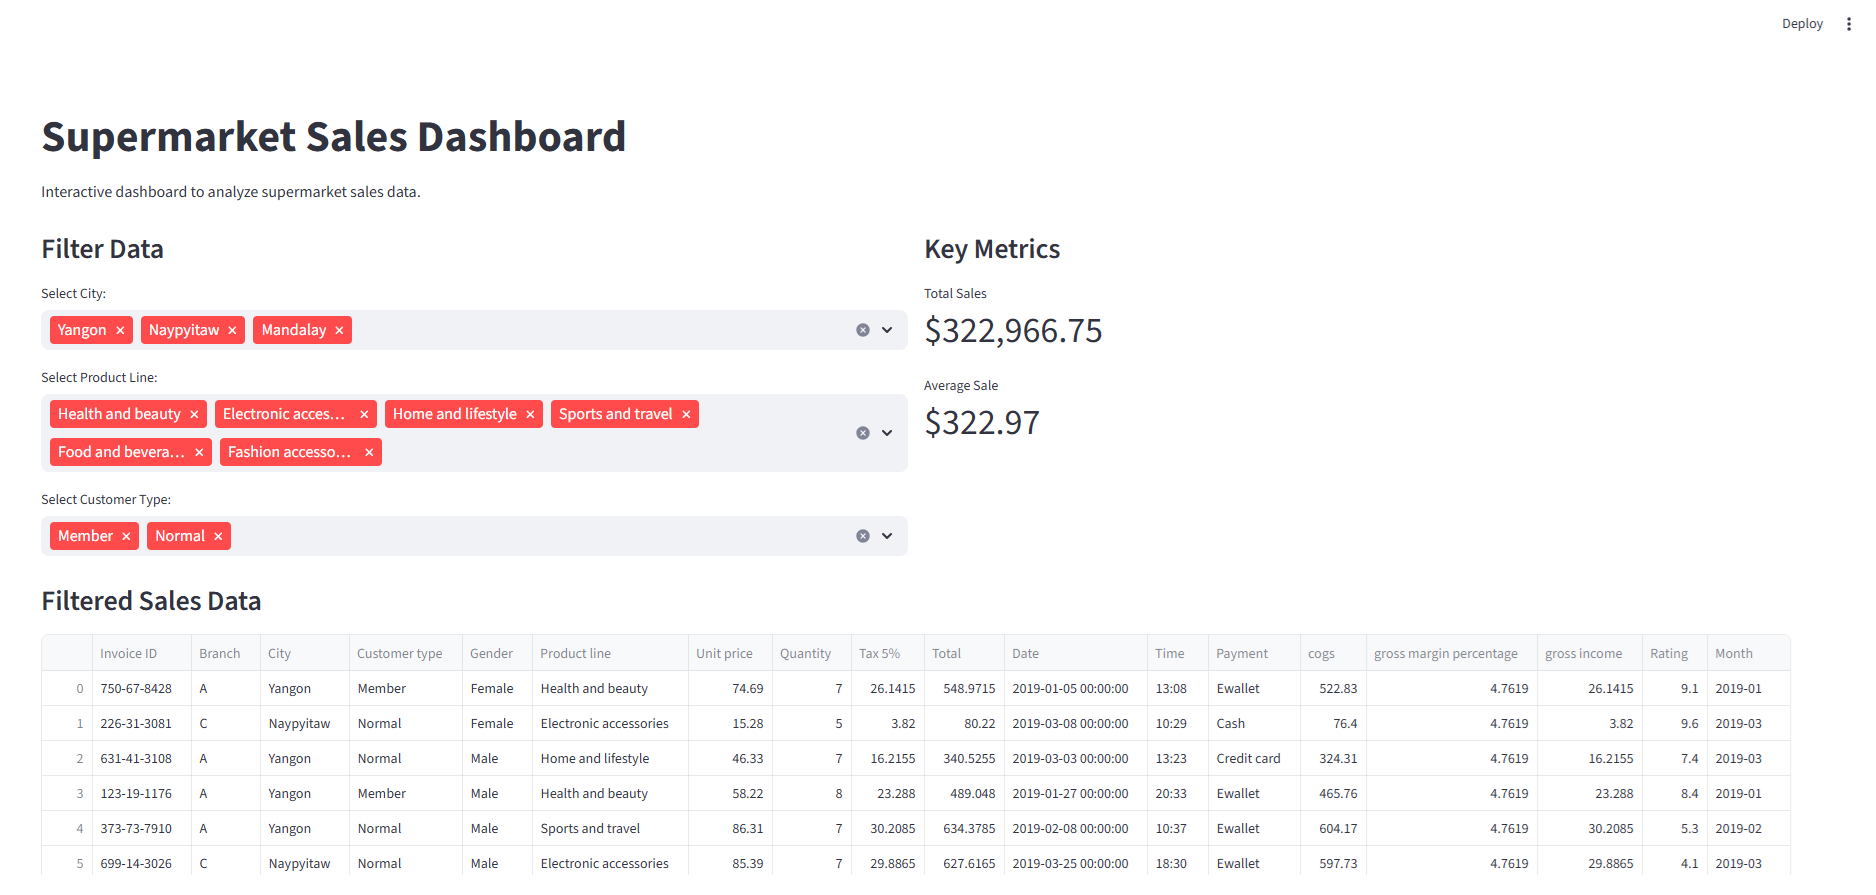 Deploy
Supermarket Sales Dashboard
Interactive dashboard to analyze supermarket sales data.
Filter Data
Select City:
Yangon Naypyitaw Mandalay
Select Product Line:
Health and beauty Electronic acces... Home and lifestyle Sports and travel
Food and bevera... Fashion accesso...
Select Customer Type:
Member Normal
Key Metrics
Total Sales
$322,966.75
Average Sale
$322.97
Filtered Sales Data
Invoice ID Branch City Customer type Gender Product line Unit price Quantity Tax 5% Total Date Time Payment cogs gross margin percentage gross income Rating Month
0 750-67-8428 A Yangon Member Female Health and beauty 74.69 7 26.1415 548.9715 2019-01-05 00:00:00 13:08 Ewallet 522.83 4.7619 26.1415 9.1 2019-01
1 226-31-3081 C Naypyitaw Normal Female Electronic accessories 15.28 5 3.82 80.22 2019-03-08 00:00:00 10:29 Cash 76.4 4.7619 3.82 9.6 2019-03
2 631-41-3108 A Yangon Normal Male Home and lifestyle 46.33 7 16.2155 340.5255 2019-03-03 00:00:00 13:23 Credit card 324.31 4.7619 16.2155 7.4 2019-03
3 123-19-1176 A Yangon Member Male Health and beauty 58.22 8 23.288 489.048 2019-01-27 00:00:00 20:33 Ewallet 465.76 4.7619 23.288 8.4 2019-01
4 373-73-7910 A Yangon Normal Male Sports and travel 86.31 7 30.2085 634.3785 2019-02-08 00:00:00 10:37 Ewallet 604.17 4.7619 30.2085 5.3 2019-02
5 699-14-3026 C Naypyitaw Normal Male Electronic accessories 85.39 7 29.8865 627.6165 2019-03-25 00:00:00 18:30 Ewallet 597.73 4.7619 29.8865 4.1 2019-03